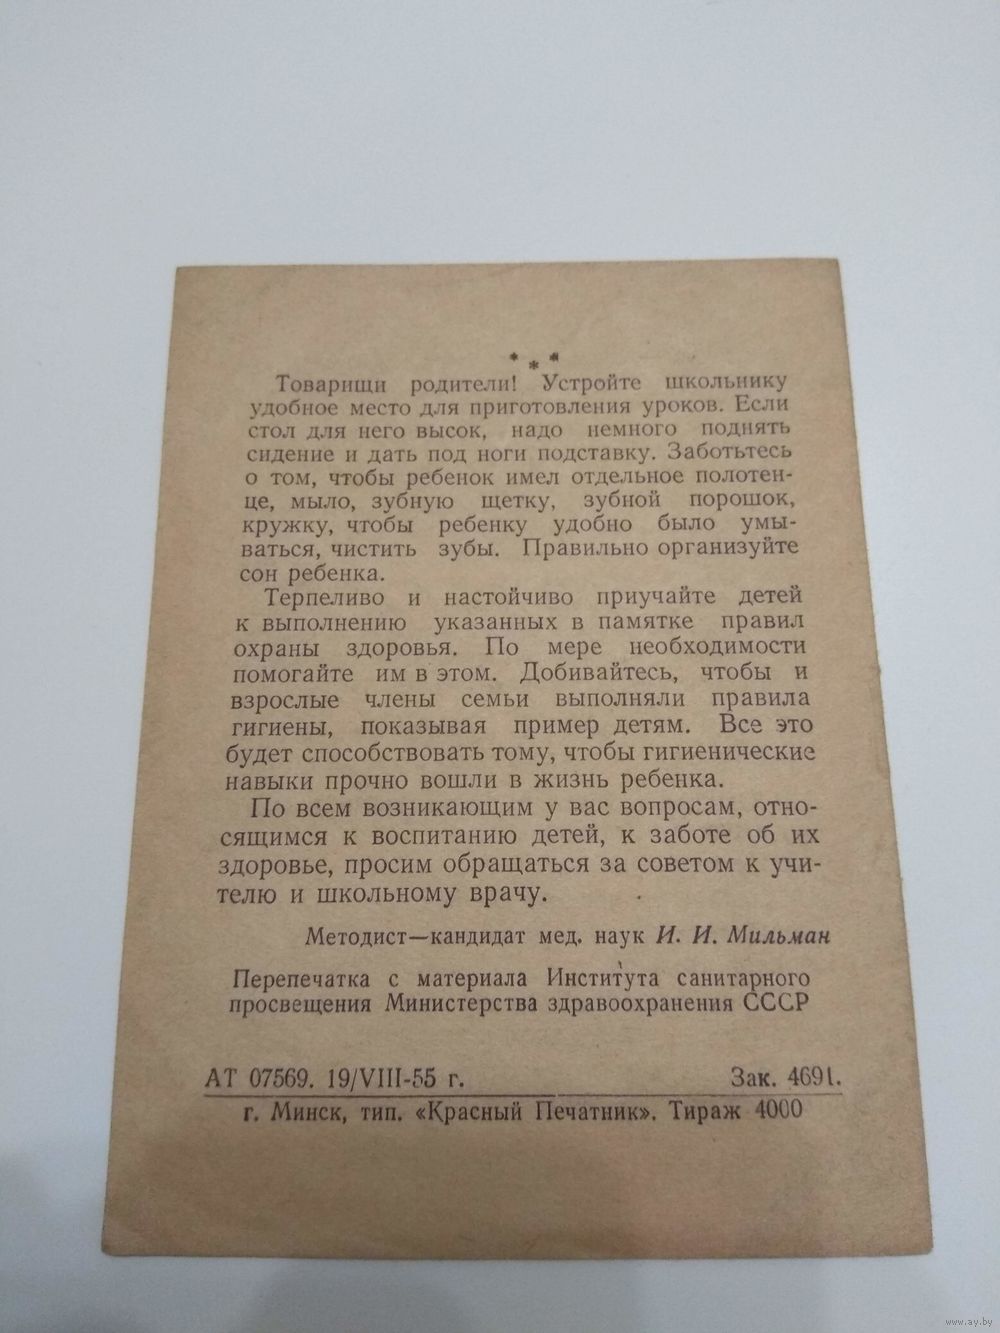 * * *
Товарищи родители! Устройте школьнику
удобное место для приготовления уроков. Если
стол для него высок, надо немного поднять
сидение и дать под ноги подставку. Заботьтесь
о том, чтобы ребенок имел отдельное полотен-
це, мыло, зубную щетку, зубной порошок,
кружку, чтобы ребенку удобно было умы-
ваться, чистить зубы. Правильно организуйте
сон ребенка.
Терпеливо и настойчиво приучайте детей
к выполнению указанных в памятке правил
охраны здоровья. По мере необходимости
помогайте им в этом. Добивайтесь, чтобы и
взрослые члены семьи выполняли правила
гигиены, показывая пример детям. Все это
будет способствовать тому, чтобы гигиенические
навыки прочно вошли в жизнь ребенка.
По всем возникающим у вас вопросам, отно-
сящимся к воспитанию детей, к заботе об их
здоровье, просим обращаться за советом к учи-
телю и школьному врачу.
Методист—кандидат мед. наук И. И. Мильман
Перепечатка с материала Института санитарного
просвещения Министерства здравоохранения СССР
АТ 07569. 19/VIII-55 г. Зак. 4691.
г. Минск, тип. «Красный Печатник». Тираж 4000
www.ay.by